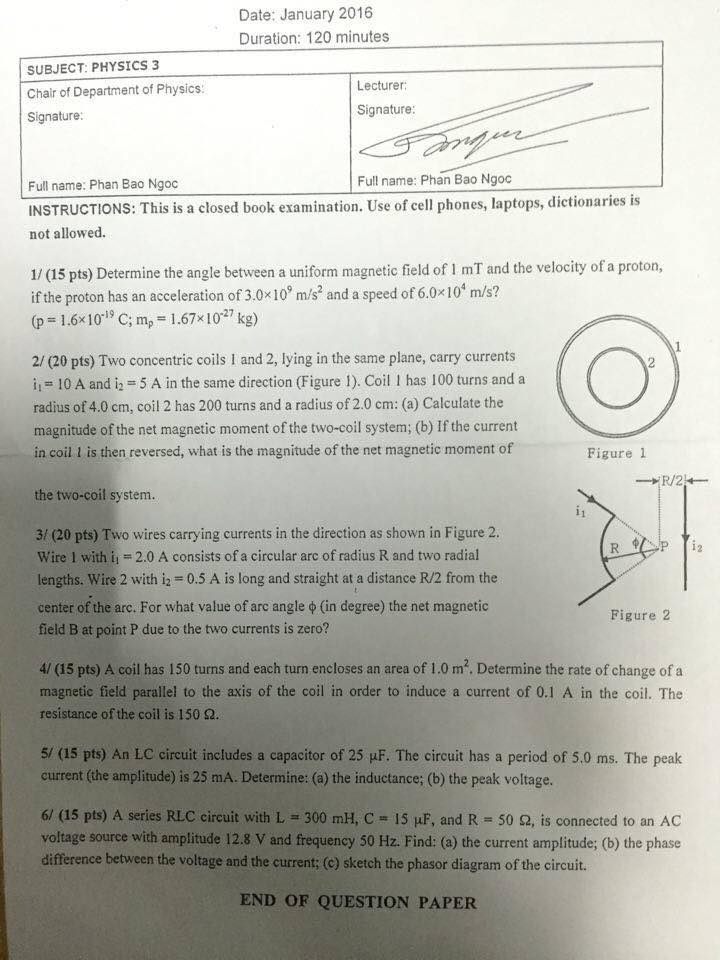 Date: January 2016
Duration: 120 minutes
SUBJECT: PHYSICS 3
Chair of Department of Physics:
Signature:
Full name: Phan Bao Ngoc
Lecturer:
Signature:
Full name: Phan Bao Ngoc
INSTRUCTIONS: This is a closed book examination. Use of cell phones, laptops, dictionaries is
not allowed.
1/ (15 pts) Determine the angle between a uniform magnetic field of 1 mT and the velocity of a proton,
if the proton has an acceleration of 3.0×10⁹ m/s² and a speed of 6.0×10⁴ m/s?
(p = 1.6×10⁻¹⁹ C; mₚ = 1.67×10⁻²⁷ kg)
2/ (20 pts) Two concentric coils 1 and 2, lying in the same plane, carry currents
i₁ = 10 A and i₂ = 5 A in the same direction (Figure 1). Coil 1 has 100 turns and a
radius of 4.0 cm, coil 2 has 200 turns and a radius of 2.0 cm: (a) Calculate the
magnitude of the net magnetic moment of the two-coil system; (b) If the current
in coil 1 is then reversed, what is the magnitude of the net magnetic moment of
the two-coil system.
1
2
Figure 1
3/ (20 pts) Two wires carrying currents in the direction as shown in Figure 2.
Wire 1 with i₁ = 2.0 A consists of a circular arc of radius R and two radial
lengths. Wire 2 with i₂ = 0.5 A is long and straight at a distance R/2 from the
center of the arc. For what value of arc angle ϕ (in degree) the net magnetic
field B at point P due to the two currents is zero?
R/2
i₁
R ϕ P i₂
Figure 2
4/ (15 pts) A coil has 150 turns and each turn encloses an area of 1.0 m². Determine the rate of change of a
magnetic field parallel to the axis of the coil in order to induce a current of 0.1 A in the coil. The
resistance of the coil is 150 Ω.
5/ (15 pts) An LC circuit includes a capacitor of 25 μF. The circuit has a period of 5.0 ms. The peak
current (the amplitude) is 25 mA. Determine: (a) the inductance; (b) the peak voltage.
6/ (15 pts) A series RLC circuit with L = 300 mH, C = 15 μF, and R = 50 Ω, is connected to an AC
voltage source with amplitude 12.8 V and frequency 50 Hz. Find: (a) the current amplitude; (b) the phase
difference between the voltage and the current; (c) sketch the phasor diagram of the circuit.
END OF QUESTION PAPER